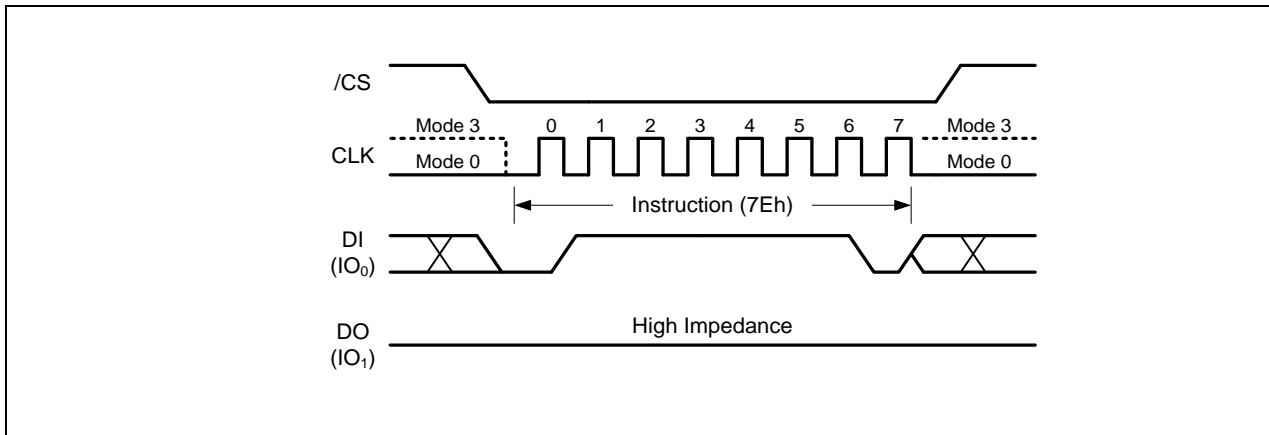 /CS
Mode 3 0 1 2 3 4 5 6 7 Mode 3
CLK
Mode 0 Mode 0
Instruction (7Eh)
DI
(IO₀)
High Impedance
DO
(IO₁)